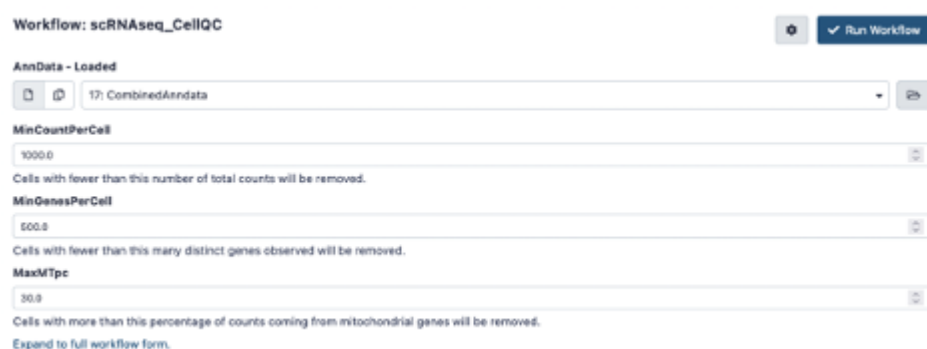 Workflow: scRNAseq_CellQC
Run Workflow
AnnData - Loaded
17: CombinedAnndata
MinCountPerCell
1000.0
Cells with fewer than this number of total counts will be removed.
MinGenesPerCell
500.0
Cells with fewer than this many distinct genes observed will be removed.
MaxMTpc
30.0
Cells with more than this percentage of counts coming from mitochondrial genes will be removed.
Expand to full workflow form.